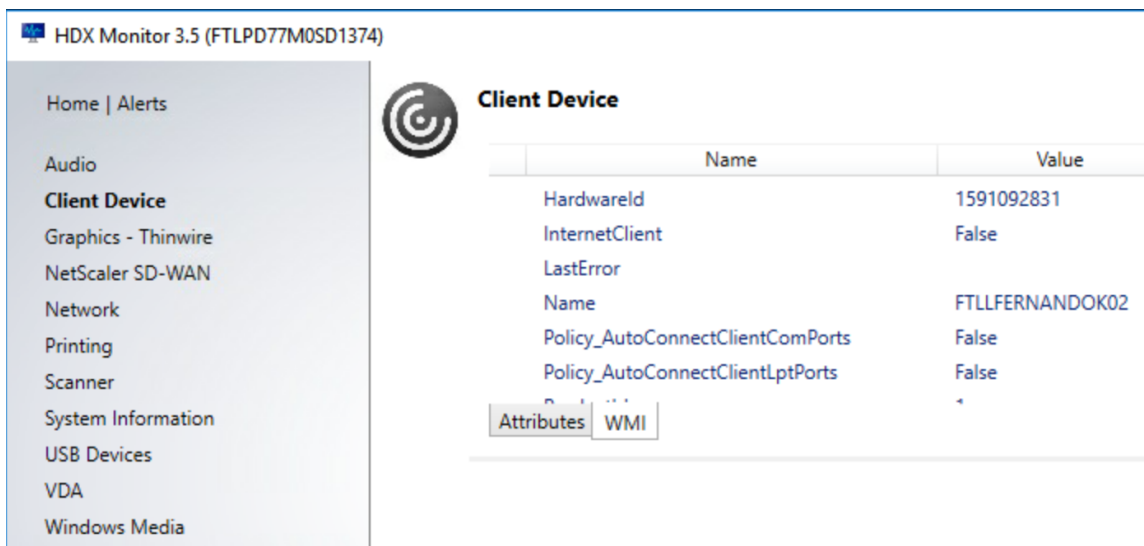 HDX Monitor 3.5 (FTLPD77M0SD1374)
Home | Alerts
Audio
Client Device
Graphics - Thinwire
NetScaler SD-WAN
Network
Printing
Scanner
System Information
USB Devices
VDA
Windows Media
Client Device
Name Value
HardwareId 1591092831
InternetClient False
LastError
Name FTLLFERNANDOK02
Policy_AutoConnectClientComPorts False
Policy_AutoConnectClientLptPorts False
Attributes WMI